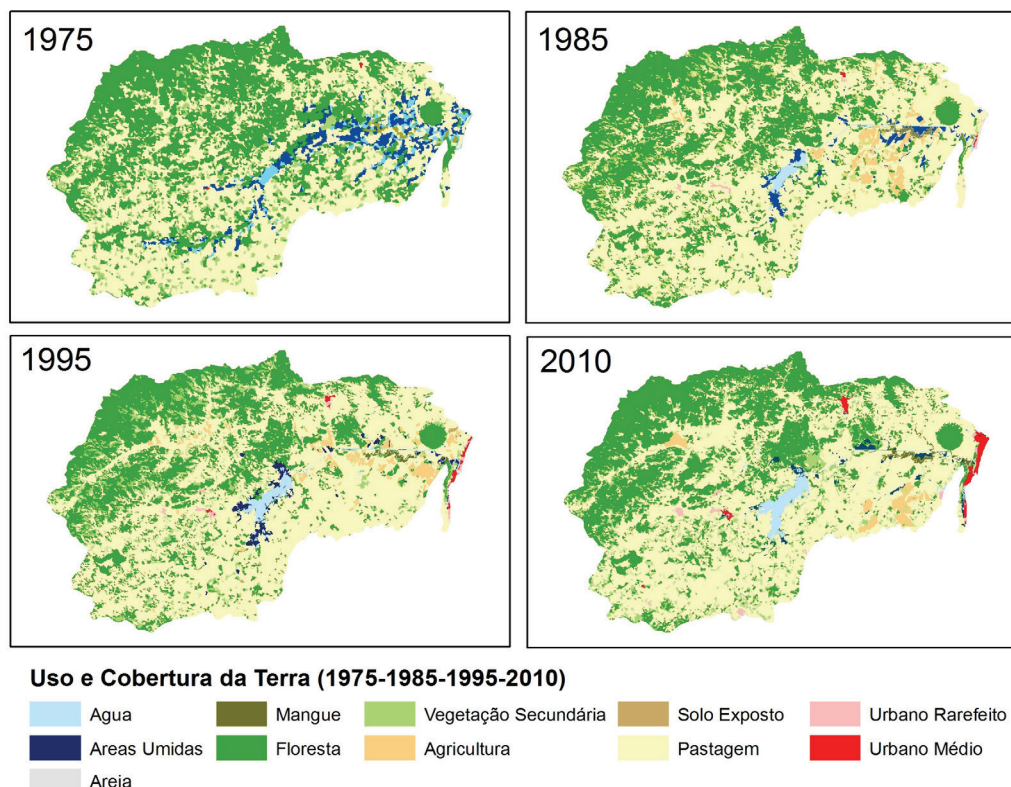 1975
1985
1995
2010
Uso e Cobertura da Terra (1975-1985-1995-2010)
Agua Mangue Vegetação Secundária Solo Exposto Urbano Rarefeito
Areas Umidas Floresta Agricultura Pastagem Urbano Médio
Areia